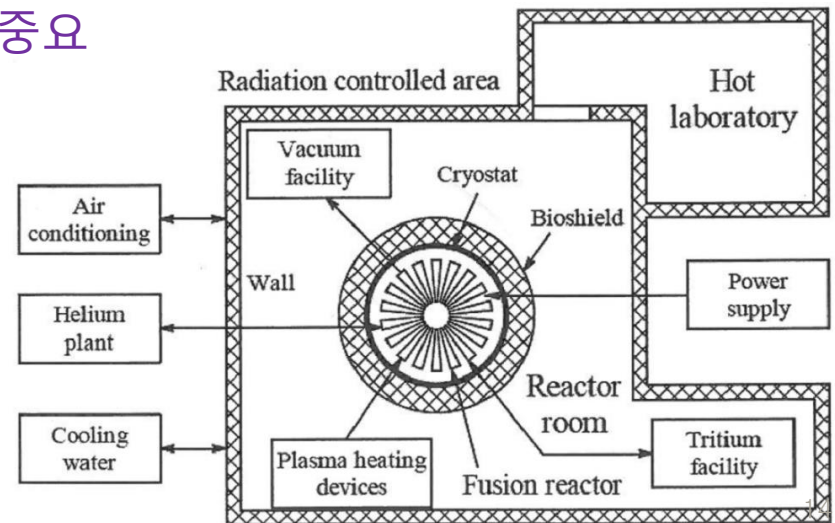 중요
Radiation controlled area
Hot
laboratory
Vacuum
facility
Cryostat
Bioshield
Air
conditioning
Wall
Power
supply
Helium
plant
Reactor
room
Cooling
water
Plasma heating
devices
Fusion reactor
Tritium
facility
14